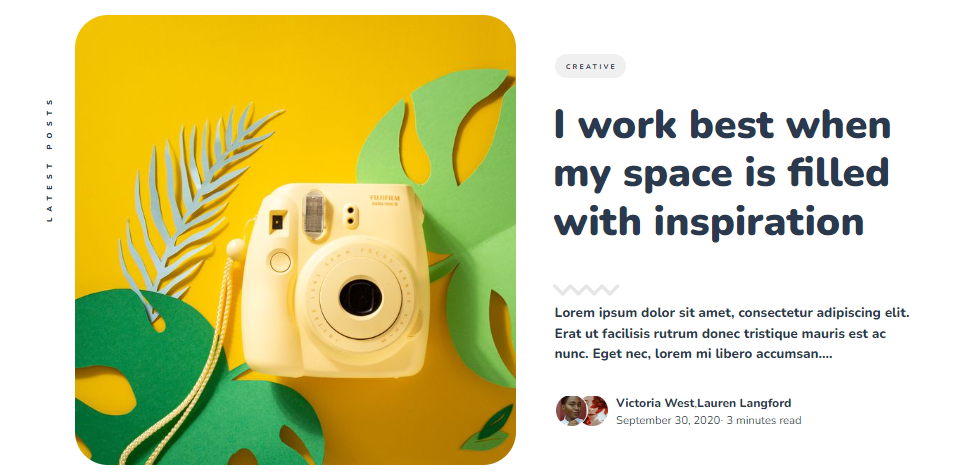 LATEST POSTS
FUJIFILM
CREATIVE
I work best when
my space is filled
with inspiration
Lorem ipsum dolor sit amet, consectetur adipiscing elit.
Erat ut facilisis rutrum donec tristique mauris est ac
nunc. Eget nec, lorem mi libero accumsan....
Victoria West,Lauren Langford
September 30, 2020· 3 minutes read